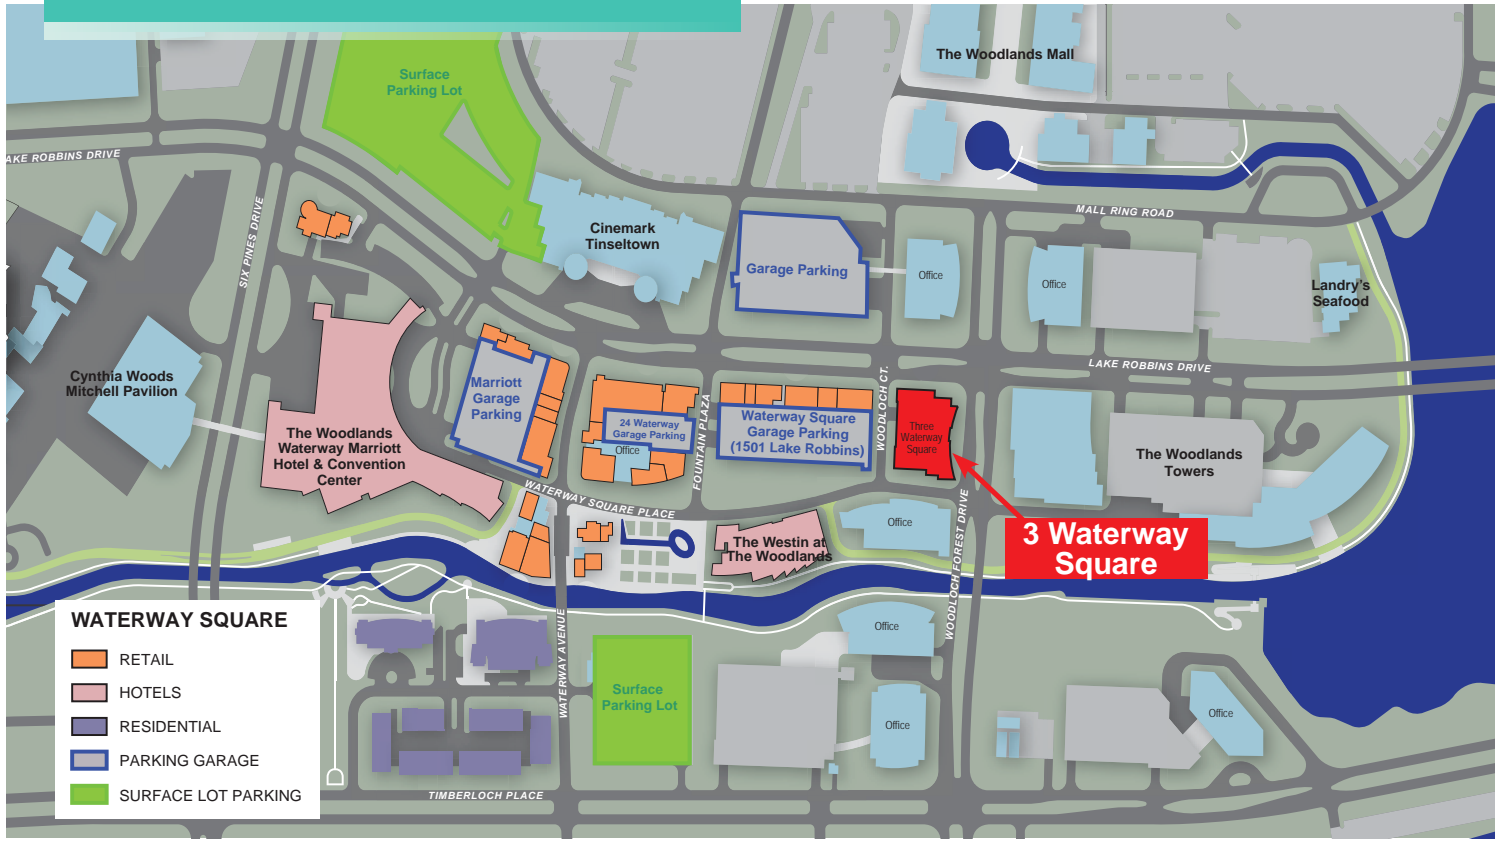 The Woodlands Mall
Surface
Parking Lot
AKE ROBBINS DRIVE
SIX PINES DRIVE
Cinemark
Tinseltown
MALL RING ROAD
Garage Parking
Office
Office
Landry's
Seafood
LAKE ROBBINS DRIVE
Cynthia Woods
Mitchell Pavilion
Marriott
Garage
Parking
24 Waterway
Garage Parking
Office
FOUNTAIN PLAZA
Waterway Square
Garage Parking
(1501 Lake Robbins)
WOODLOCH CT.
Three
Waterway
Square
The Woodlands
Waterway Marriott
Hotel & Convention
Center
The Woodlands
Towers
WATERWAY SQUARE PLACE
The Westin at
The Woodlands
Office
WOODLOCH FOREST DRIVE
3 Waterway
Square
WATERWAY SQUARE
RETAIL
HOTELS
RESIDENTIAL
PARKING GARAGE
SURFACE LOT PARKING
WATERWAY AVENUE
Surface
Parking Lot
Office
Office
Office
TIMBERLOCH PLACE